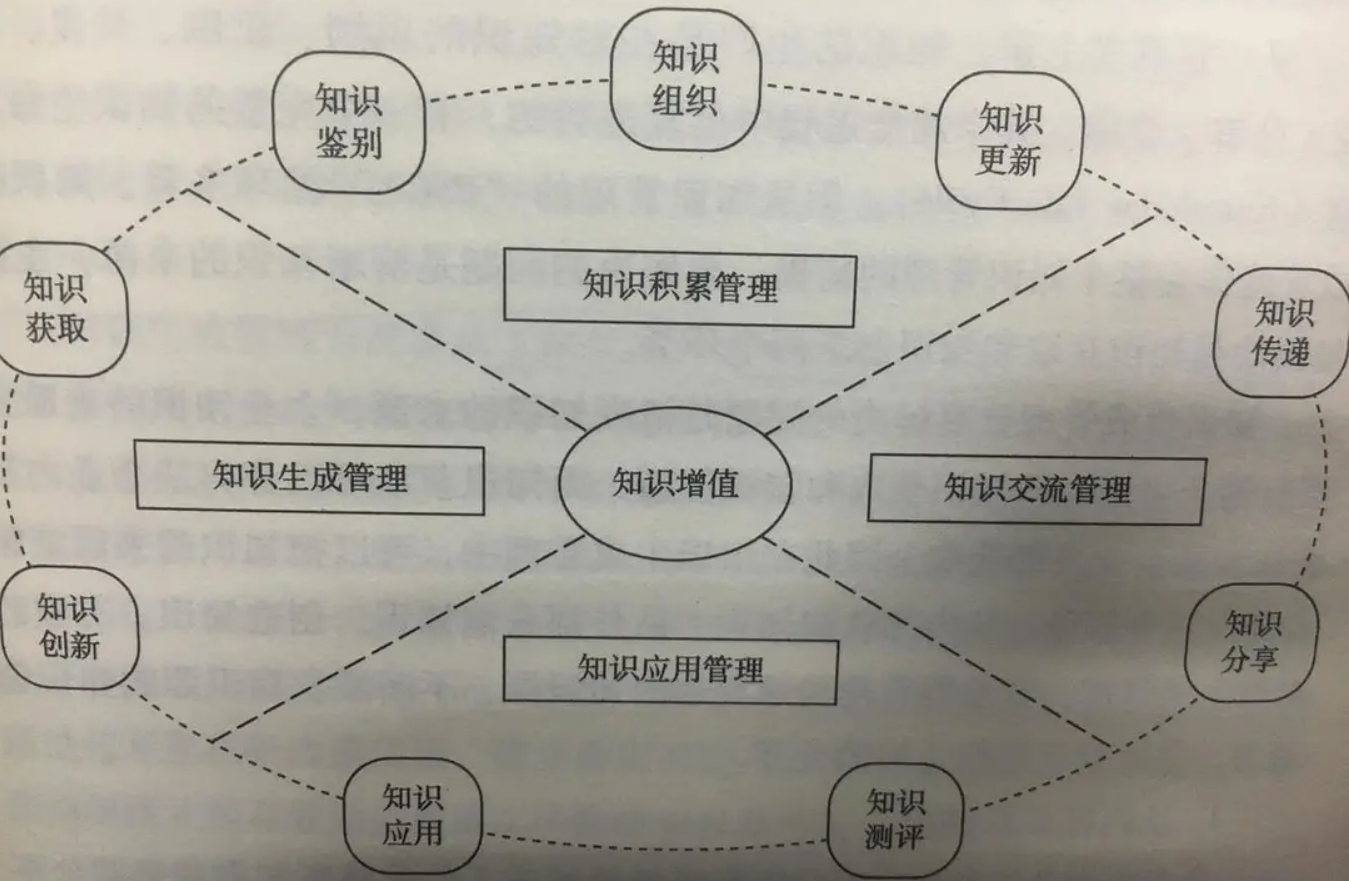 知识
组织
知识
鉴别
知识
更新
知识积累管理
知识
获取
知识
传递
知识生成管理
知识增值
知识交流管理
知识
创新
知识
分享
知识应用管理
知识
应用
知识
测评